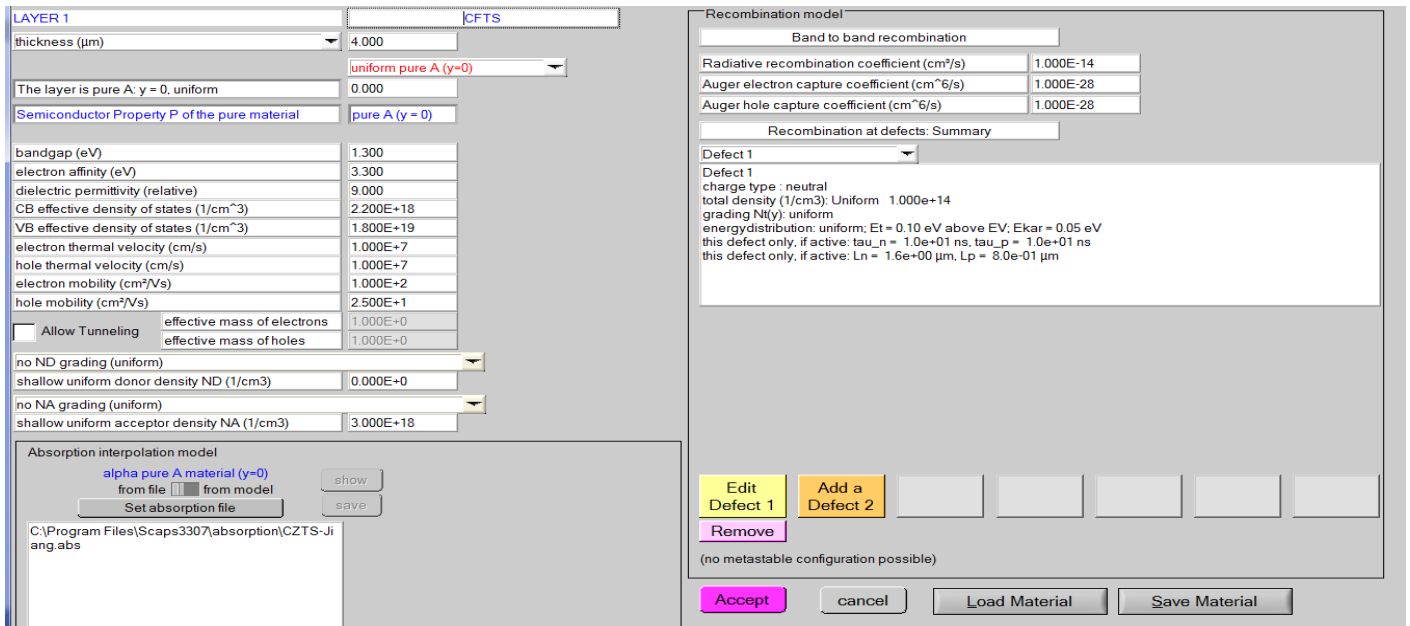 LAYER 1 CFTS
thickness (µm) 4.000
uniform pure A (y=0)
The layer is pure A: y = 0, uniform 0.000
Semiconductor Property P of the pure material pure A (y = 0)
bandgap (eV) 1.300
electron affinity (eV) 3.300
dielectric permittivity (relative) 9.000
CB effective density of states (1/cm^3) 2.200E+18
VB effective density of states (1/cm^3) 1.800E+19
electron thermal velocity (cm/s) 1.000E+7
hole thermal velocity (cm/s) 1.000E+7
electron mobility (cm²/Vs) 1.000E+2
hole mobility (cm²/Vs) 2.500E+1
Allow Tunneling
effective mass of electrons 1.000E+0
effective mass of holes 1.000E+0
no ND grading (uniform)
shallow uniform donor density ND (1/cm3) 0.000E+0
no NA grading (uniform)
shallow uniform acceptor density NA (1/cm3) 3.000E+18
Absorption interpolation model
alpha pure A material (y=0)
from file from model
show
Set absorption file
save
C:\Program Files\Scaps3307\absorption\CZTS-Ji
ang.abs
Recombination model
Band to band recombination
Radiative recombination coefficient (cm³/s) 1.000E-14
Auger electron capture coefficient (cm^6/s) 1.000E-28
Auger hole capture coefficient (cm^6/s) 1.000E-28
Recombination at defects: Summary
Defect 1
Defect 1
charge type : neutral
total density (1/cm3): Uniform 1.000e+14
grading Nt(y): uniform
energydistribution: uniform; Et = 0.10 eV above EV; Ekar = 0.05 eV
this defect only, if active: tau_n = 1.0e+01 ns, tau_p = 1.0e+01 ns
this defect only, if active: Ln = 1.6e+00 µm, Lp = 8.0e-01 µm
Edit
Defect 1
Add a
Defect 2
Remove
(no metastable configuration possible)
Accept
cancel
Load Material
Save Material